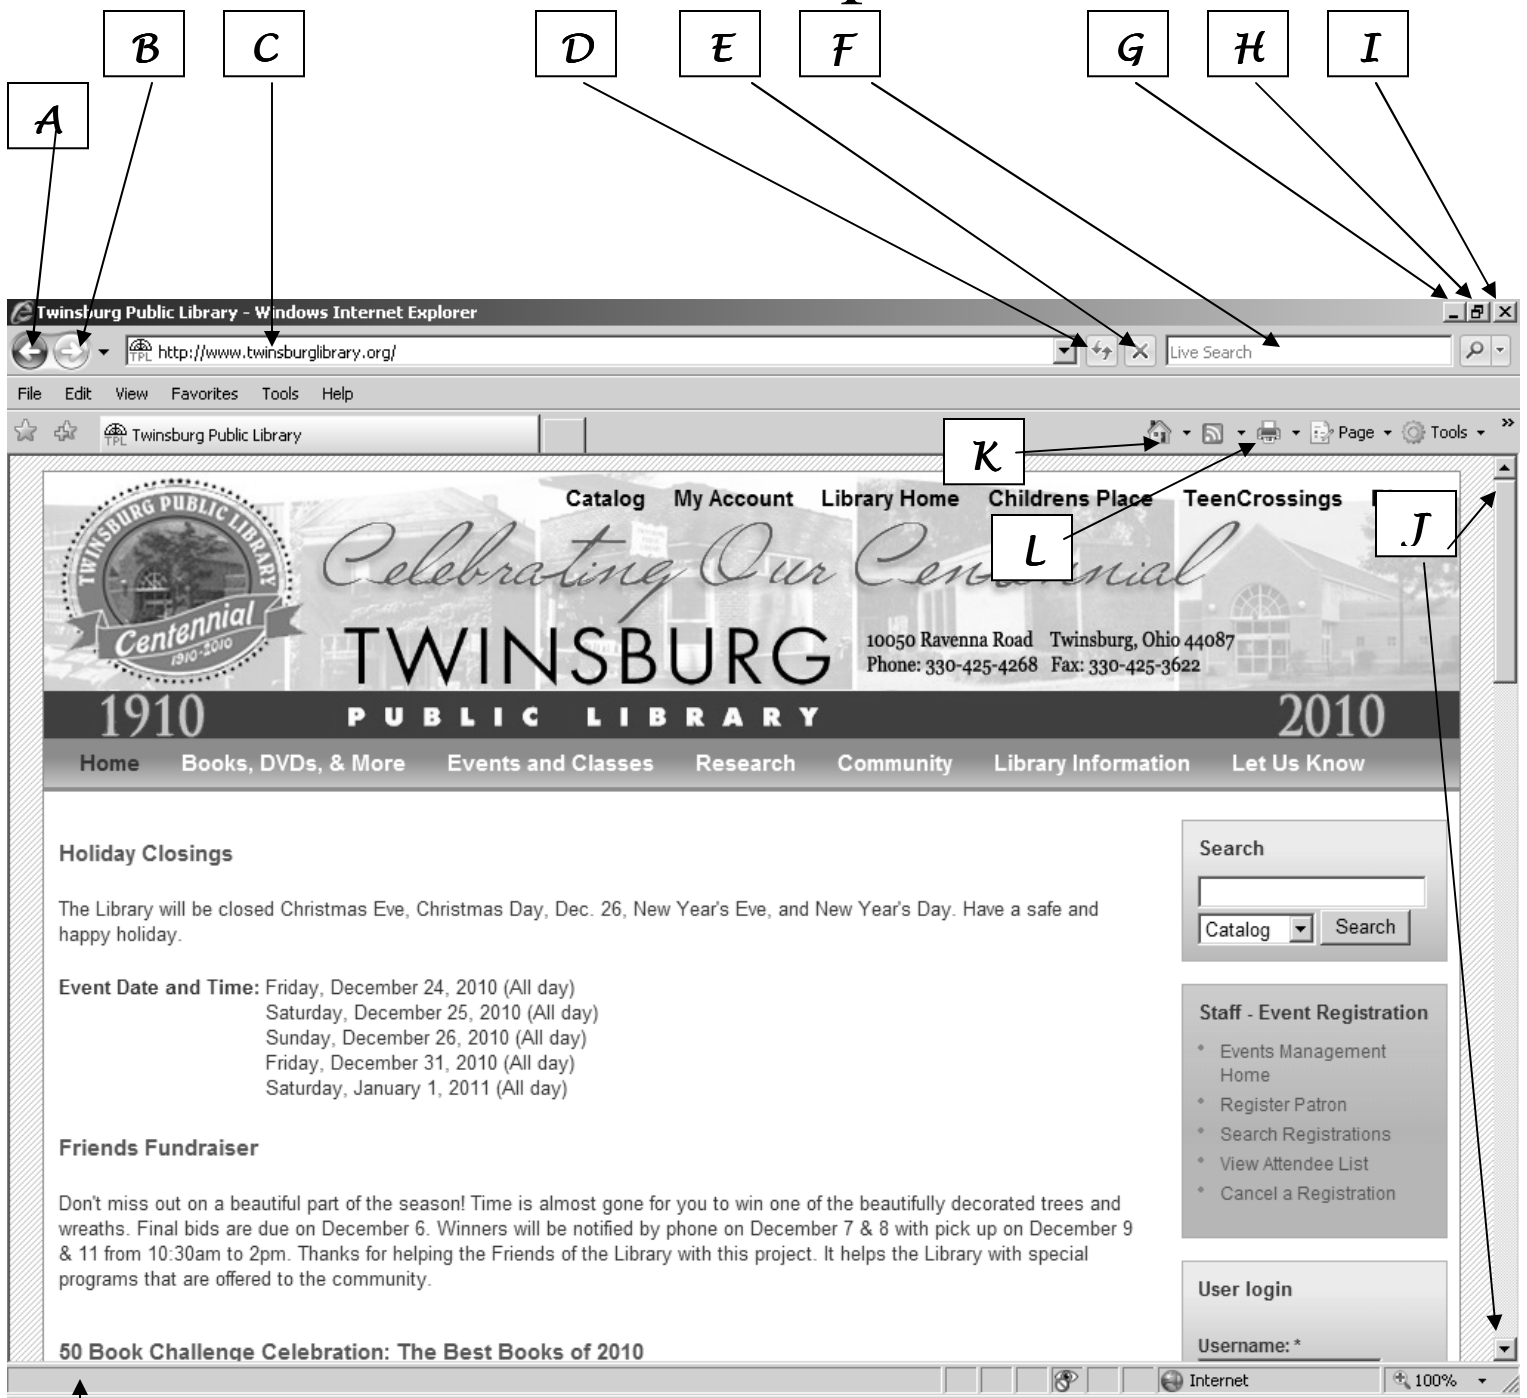 B C D E F G H I
A
Twinsburg Public Library - Windows Internet Explorer
TPL http://www.twinsburglibrary.org/ Live Search
File Edit View Favorites Tools Help
TPL Twinsburg Public Library Page Tools »
K
Catalog My Account Library Home Childrens Place TeenCrossings
J
L
TWINSBURG PUBLIC LIBRARY
Centennial
1910-2010
Celebrating Our Centennial
TWINSBURG
10050 Ravenna Road Twinsburg, Ohio 44087
Phone: 330-425-4268 Fax: 330-425-3622
1910 PUBLIC LIBRARY 2010
Home Books, DVDs, & More Events and Classes Research Community Library Information Let Us Know
Holiday Closings
The Library will be closed Christmas Eve, Christmas Day, Dec. 26, New Year's Eve, and New Year's Day. Have a safe and
happy holiday.
Event Date and Time: Friday, December 24, 2010 (All day)
Saturday, December 25, 2010 (All day)
Sunday, December 26, 2010 (All day)
Friday, December 31, 2010 (All day)
Saturday, January 1, 2011 (All day)
Friends Fundraiser
Don't miss out on a beautiful part of the season! Time is almost gone for you to win one of the beautifully decorated trees and
wreaths. Final bids are due on December 6. Winners will be notified by phone on December 7 & 8 with pick up on December 9
& 11 from 10:30am to 2pm. Thanks for helping the Friends of the Library with this project. It helps the Library with special
programs that are offered to the community.
50 Book Challenge Celebration: The Best Books of 2010
Search
Catalog Search
Staff - Event Registration
Events Management
Home
Register Patron
Search Registrations
View Attendee List
Cancel a Registration
User login
Username: *
Internet 100%